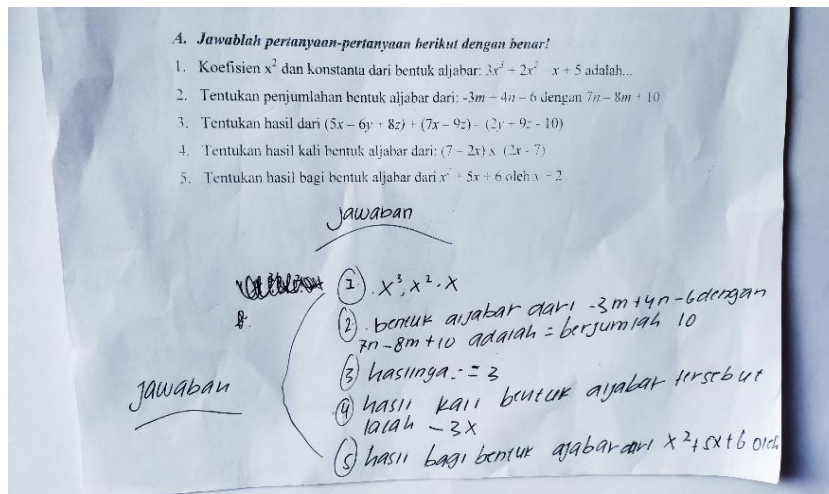 A. Jawablah pertanyaan-pertanyaan berikut dengan benar!
1. Koefisien x² dan konstanta dari bentuk aljabar: 3x³ + 2x² x + 5 adalah...
2. Tentukan penjumlahan bentuk aljabar dari: -3m - 4n - 6 dengan 7n - 8m + 10
3. Tentukan hasil dari (5x - 6y + 8z) + (7x - 9z) - (2y + 9z - 10)
4. Tentukan hasil kali bentuk aljabar dari: (7 - 2x) x (2x - 7)
5. Tentukan hasil bagi bentuk aljabar dari x² + 5x + 6 oleh x - 2
jawaban
jawaban
1. x³, x², x
2. bentuk aljabar dari -3m+4n-6 dengan
7n-8m+10 adalah = berjumlah 10
3 hasilnya = 3
4 hasil kali bentuk aljabar tersebut
ialah -3x
5 hasil bagi bentuk ajabar dari x²+5x+6 oleh